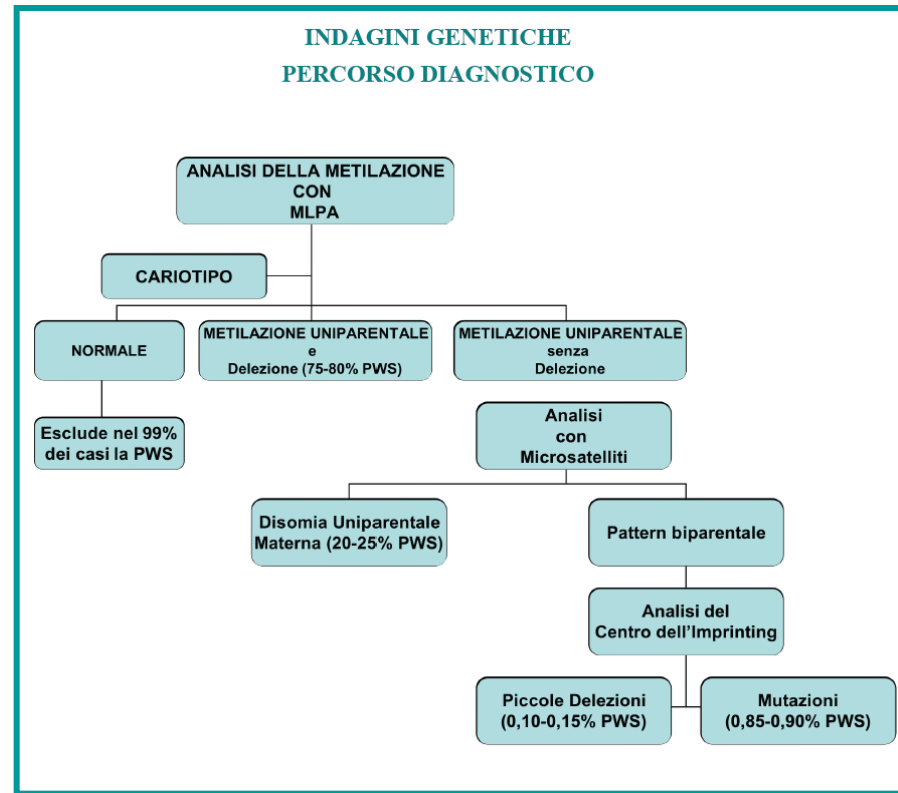 INDAGINI GENETICHE
PERCORSO DIAGNOSTICO
ANALISI DELLA METILAZIONE
CON
MLPA
CARIOTIPO
NORMALE
METILAZIONE UNIPARENTALE
e
Delezione (75-80% PWS)
METILAZIONE UNIPARENTALE
senza
Delezione
Esclude nel 99%
dei casi la PWS
Analisi
con
Microsatelliti
Disomia Uniparentale
Materna (20-25% PWS)
Pattern biparentale
Analisi del
Centro dell'Imprinting
Piccole Delezioni
(0,10-0,15% PWS)
Mutazioni
(0,85-0,90% PWS)